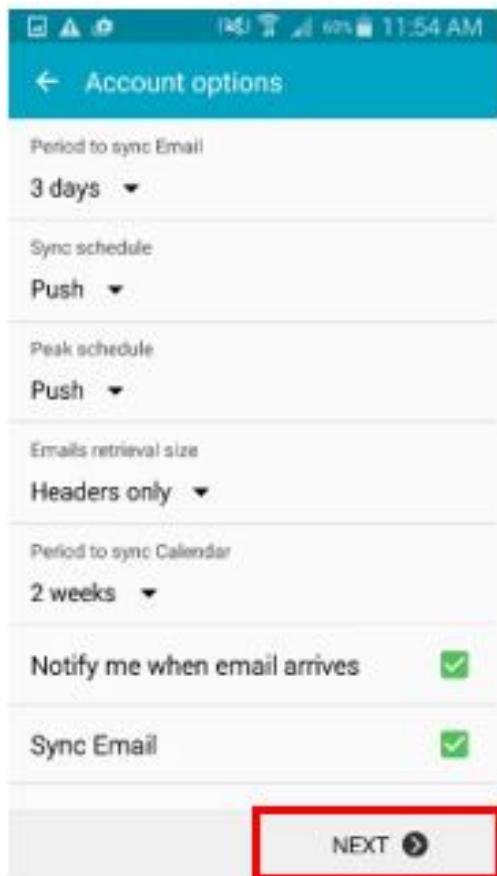 60% 11:54 AM
Account options
Period to sync Email
3 days
Sync schedule
Push
Peak schedule
Push
Emails retrieval size
Headers only
Period to sync Calendar
2 weeks
Notify me when email arrives
Sync Email
NEXT